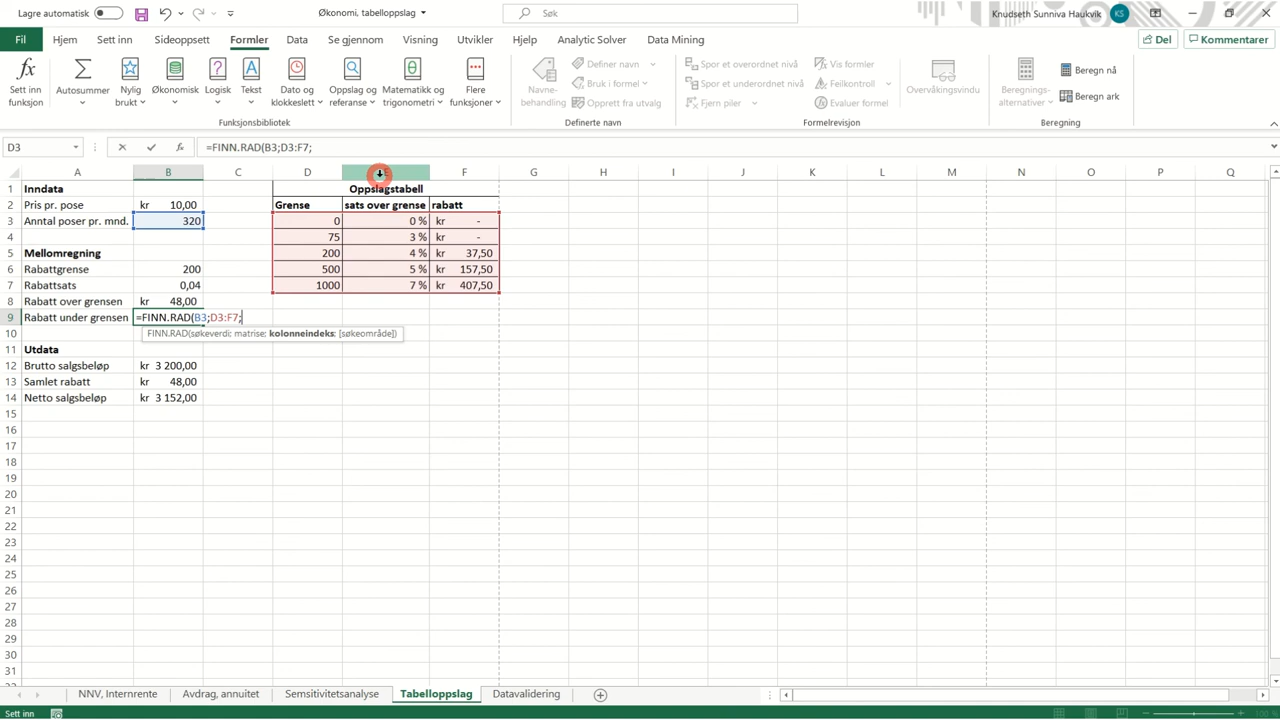 Lagre automatisk
Økonomi, tabelloppslag
Søk
Knudseth Sunniva Haukvik KS
Fil Hjem Sett inn Sideoppsett Formler Data Se gjennom Visning Utvikler Hjelp Analytic Solver Data Mining Del Kommentarer
fx Sett inn funksjon
Σ Autosummer
Nylig brukt
Økonomisk
? Logisk
A Tekst
Dato og klokkeslett
Oppslag og referanse
θ Matematikk og trigonometri
Flere funksjoner
Navne-behandling
Definer navn
Bruk i formel
Opprett fra utvalg
Spor et overordnet nivå
Spor et underordnet nivå
Fjern piler
Vis formler
Feilkontroll
Evaluer formel
Overvåkingsvindu
Beregnings-alternativer
Beregn nå
Beregn ark
Funksjonsbibliotek Definerte navn Formelrevisjon Beregning
D3 fx =FINN.RAD(B3;D3:F7;
A B C D F G H I J K L M N O P Q
1 Inndata Oppslagstabell
2 Pris pr. pose kr 10,00 Grense sats over grense rabatt
3 Anntal poser pr. mnd. 320 0 0 % kr -
4 75 3 % kr -
5 Mellomregning 200 4 % kr 37,50
6 Rabattgrense 200 500 5 % kr 157,50
7 Rabattsats 0,04 1000 7 % kr 407,50
8 Rabatt over grensen kr 48,00
9 Rabatt under grensen =FINN.RAD(B3;D3:F7;
10 FINN.RAD(søkeverdi; matrise; kolonneindeks; [søkeområde])
11 Utdata
12 Brutto salgsbeløp kr 3 200,00
13 Samlet rabatt kr 48,00
14 Netto salgsbeløp kr 3 152,00
15
16
17
18
19
20
21
22
23
24
25
26
27
28
29
30
31
NNV, Internrente Avdrag, annuitet Semsitivitetsanalyse Tabelloppslag Datavalidering
Sett inn